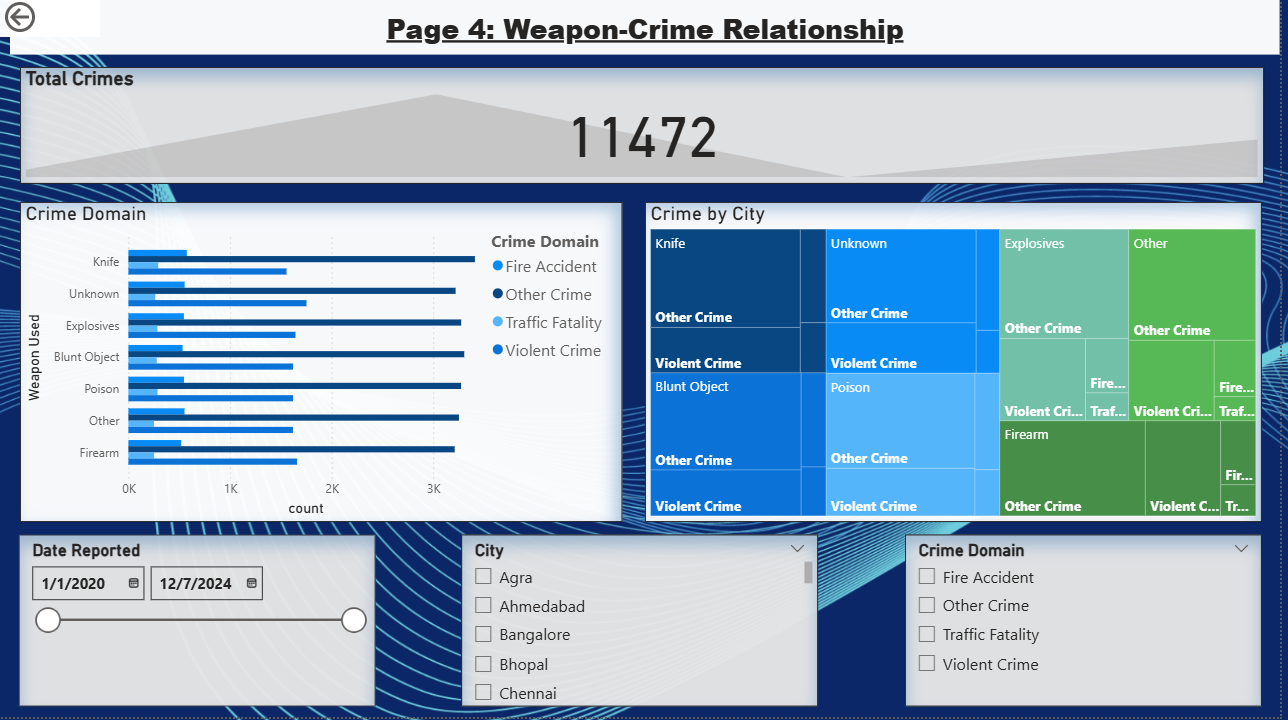 Page 4: Weapon-Crime Relationship
Total Crimes
11472
Crime Domain
Weapon Used
Knife
Unknown
Explosives
Blunt Object
Poison
Other
Firearm
0K 1K 2K 3K
count
Crime Domain
Fire Accident
Other Crime
Traffic Fatality
Violent Crime
Crime by City
Knife
Other Crime
Violent Crime
Unknown
Other Crime
Violent Crime
Blunt Object
Other Crime
Violent Crime
Poison
Other Crime
Violent Crime
Explosives
Other Crime
Violent Cri...
Fire...
Traf...
Other
Other Crime
Violent Cri...
Fire...
Traf...
Firearm
Other Crime
Violent C...
Fir...
Tr...
Date Reported
1/1/2020 12/7/2024
City
Agra
Ahmedabad
Bangalore
Bhopal
Chennai
Crime Domain
Fire Accident
Other Crime
Traffic Fatality
Violent Crime